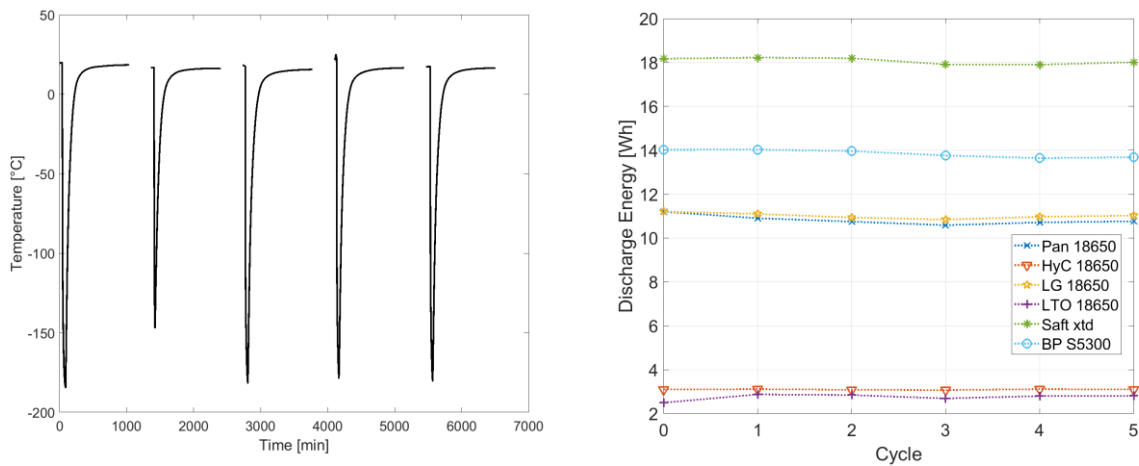 50
0
-50
-100
-150
-200
Temperature [°C]
0 1000 2000 3000 4000 5000 6000 7000
Time [min]
20
18
16
14
12
10
8
6
4
2
Discharge Energy [Wh]
Pan 18650
HyC 18650
LG 18650
LTO 18650
Saft xtd
BP S5300
0 1 2 3 4 5
Cycle